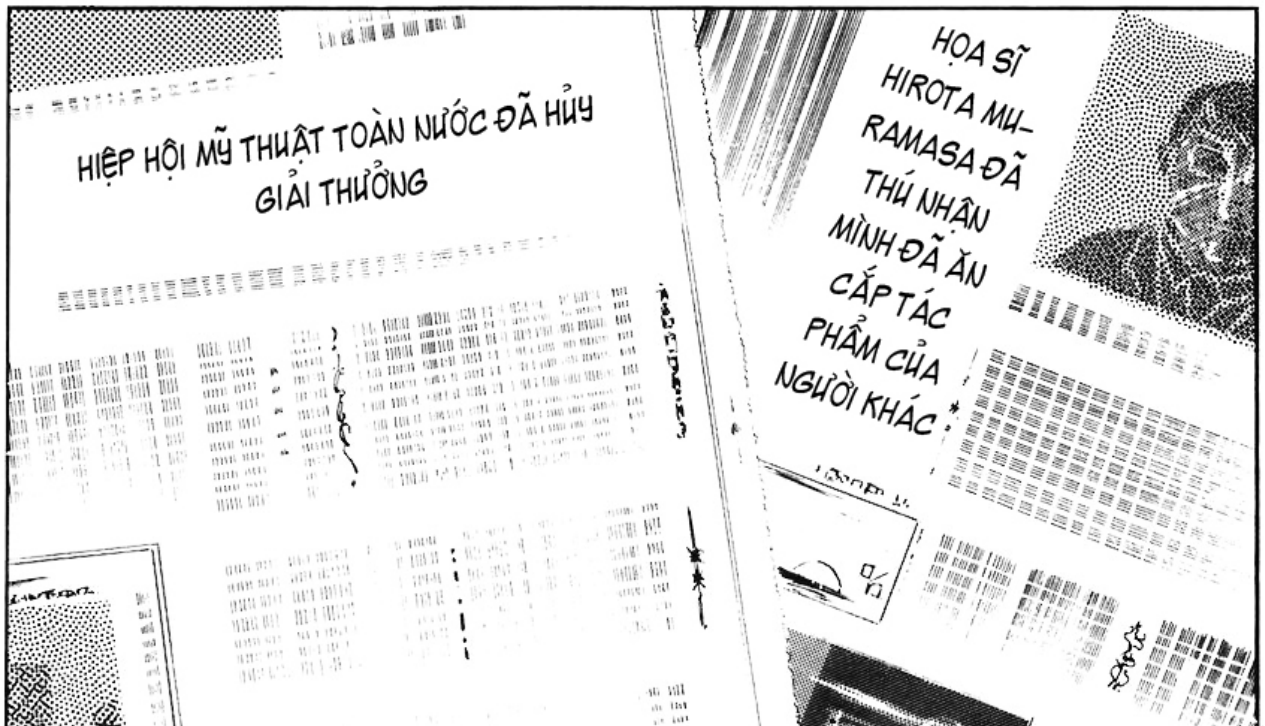 HIỆP HỘI MỸ THUẬT TOÀN NƯỚC ĐÃ HỦY
GIẢI THƯỞNG
HỌA SĨ
HIROTA MU-
RAMASA ĐÃ
THÚ NHẬN
MÌNH ĐÃ ĂN
CẮP TÁC
PHẨM CỦA
NGƯỜI KHÁC